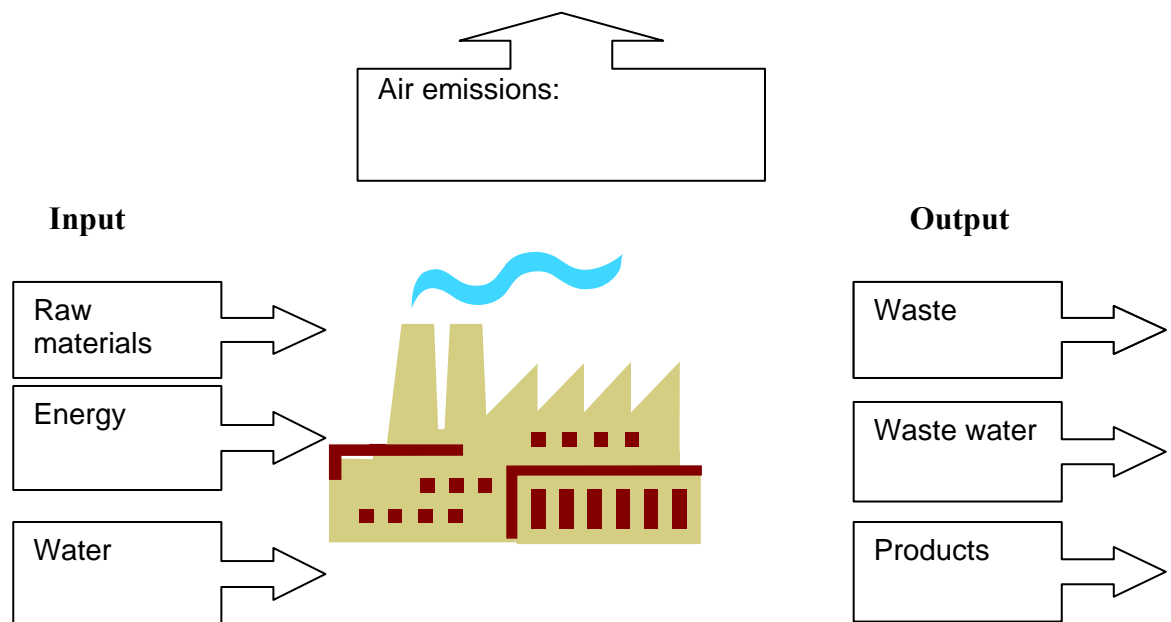 Air emissions:
Input
Output
Raw
materials
Energy
Water
Waste
Waste water
Products